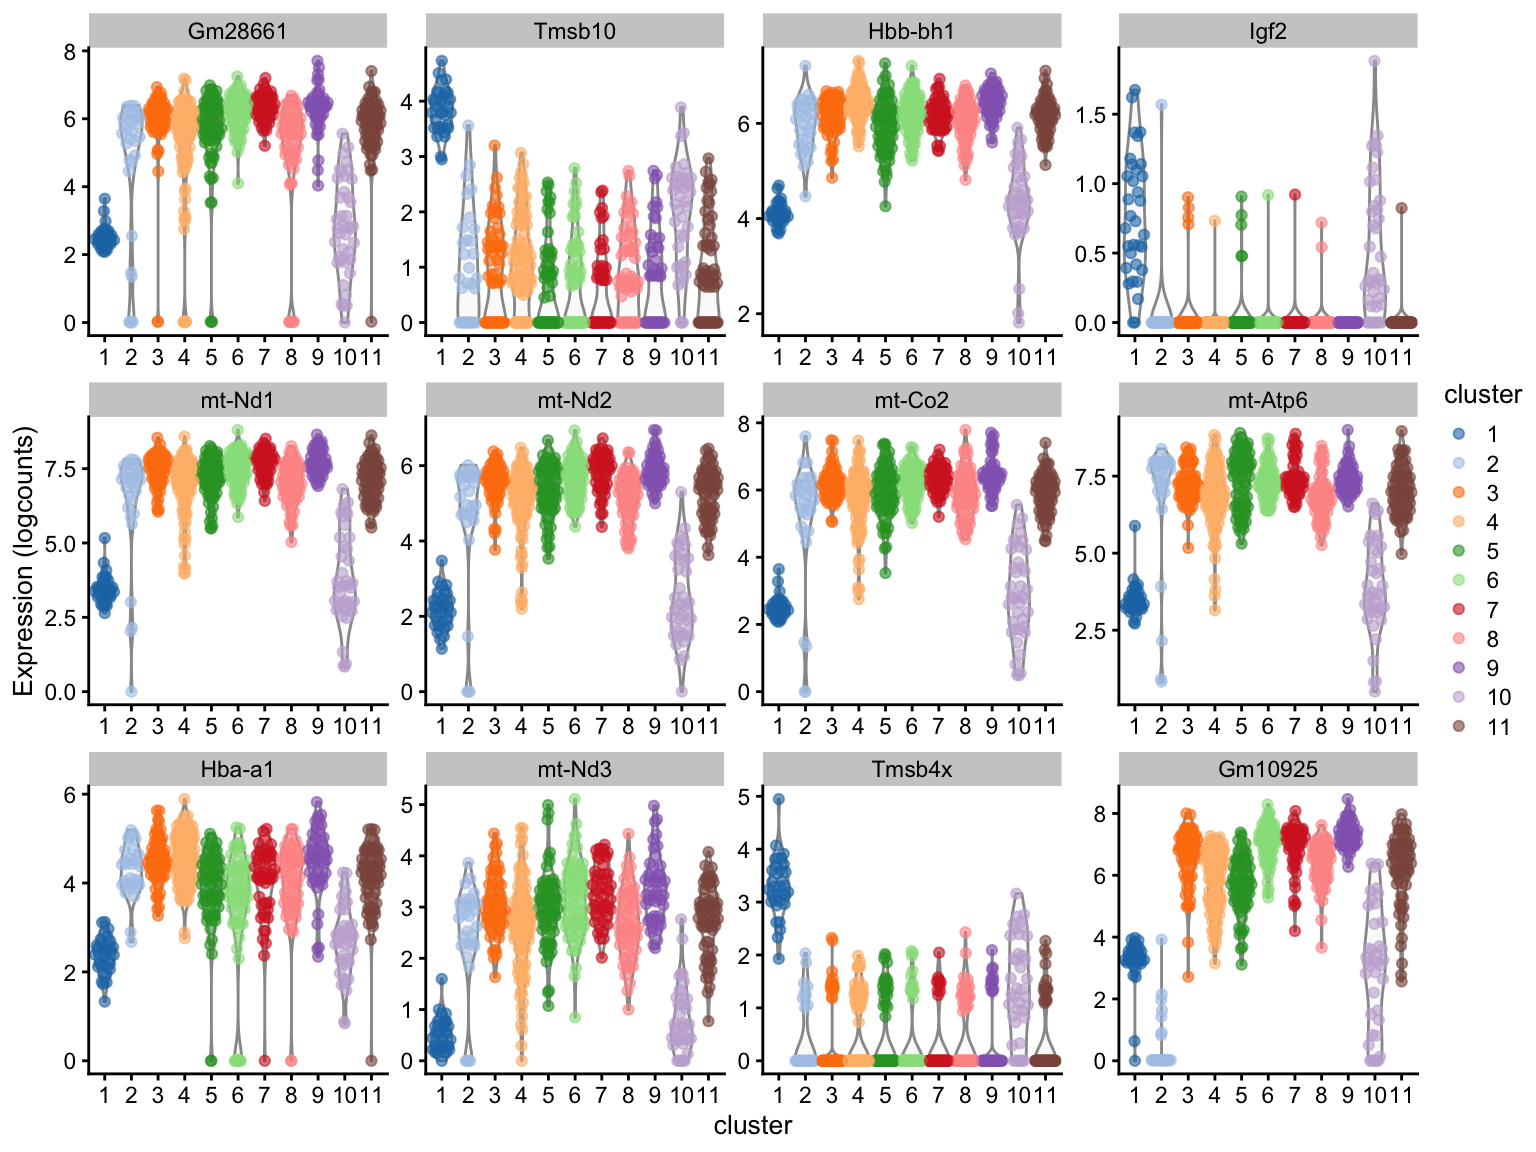 Gm28661 Tmsb10 Hbb-bh1 Igf2
8 6 4 2 0
4 3 2 1 0
6 4 2
1.5 1.0 0.5 0.0
1 2 3 4 5 6 7 8 9 10 11 1 2 3 4 5 6 7 8 9 10 11 1 2 3 4 5 6 7 8 9 10 11 1 2 3 4 5 6 7 8 9 10 11
mt-Nd1 mt-Nd2 mt-Co2 mt-Atp6
Expression (logcounts)
7.5 5.0 2.5 0.0
6 4 2 0
8 6 4 2 0
7.5 5.0 2.5
1 2 3 4 5 6 7 8 9 10 11 1 2 3 4 5 6 7 8 9 10 11 1 2 3 4 5 6 7 8 9 10 11 1 2 3 4 5 6 7 8 9 10 11
Hba-a1 mt-Nd3 Tmsb4x Gm10925
6 4 2 0
5 4 3 2 1 0
5 4 3 2 1 0
8 6 4 2 0
1 2 3 4 5 6 7 8 9 10 11 1 2 3 4 5 6 7 8 9 10 11 1 2 3 4 5 6 7 8 9 10 11 1 2 3 4 5 6 7 8 9 10 11
cluster
cluster
1
2
3
4
5
6
7
8
9
10
11